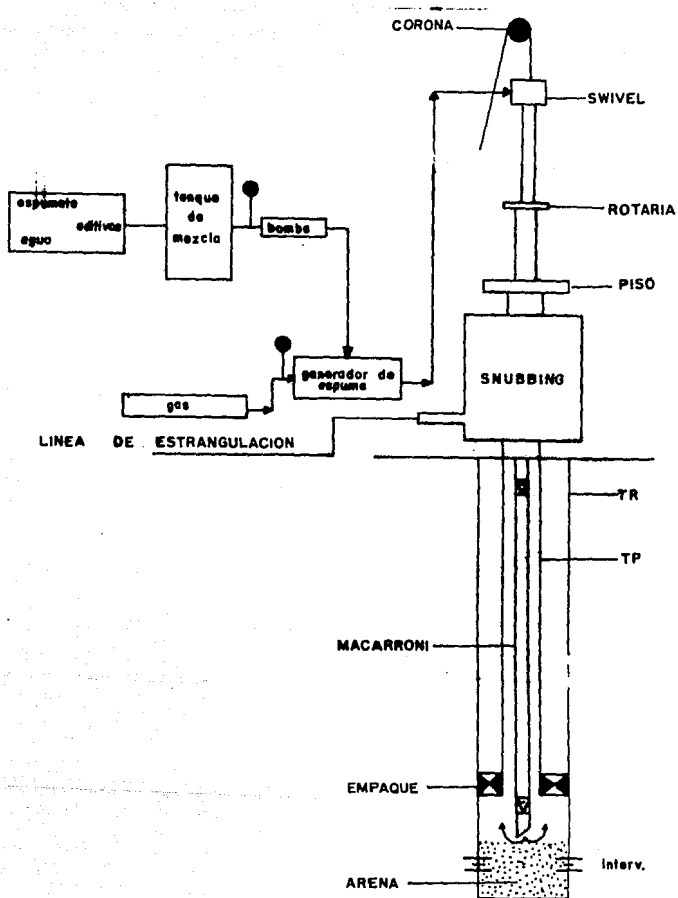 CORONA
SWIVEL
ROTARIA
PISO
SNUBBING
espumate
aditivos
agua
tanque
de
mezcla
bomba
generador de
espuma
gas
LINEA DE ESTRANGULACION
TR
TP
MACARRONI
EMPAQUE
Interv.
ARENA